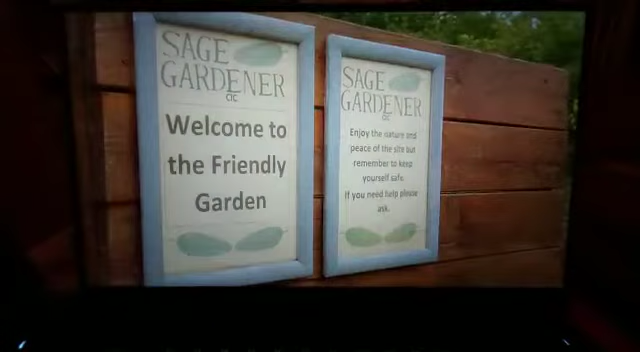 SAGE
GARDENER
CIC
Welcome to
the Friendly
Garden
SAGE
GARDENER
CIC
Enjoy the nature and
peace of the site but
remember to keep
yourself safe.
If you need help please
ask.